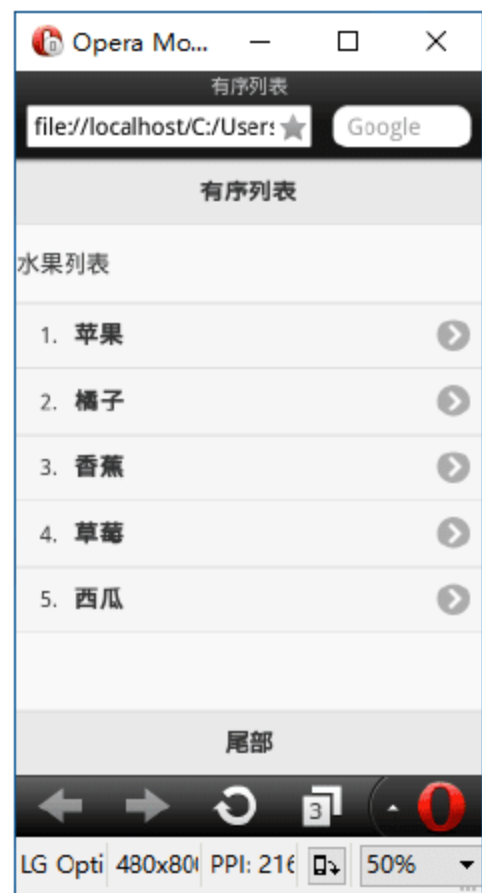 Opera Mo...
有序列表
file://localhost/C:/Users
Google
有序列表
水果列表
1. 苹果
2. 橘子
3. 香蕉
4. 草莓
5. 西瓜
尾部
3
LG Opti 480x80 PPI: 216 50%